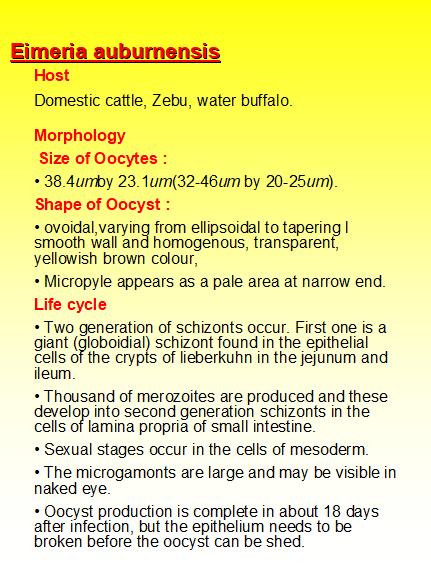 Eimeria auburnensis
Host
Domestic cattle, Zebu, water buffalo.
Morphology
Size of Oocytes :
• 38.4umby 23.1um(32-46um by 20-25um).
Shape of Oocyst :
• ovoidal,varying from ellipsoidal to tapering l
smooth wall and homogenous, transparent,
yellowish brown colour,
• Micropyle appears as a pale area at narrow end.
Life cycle
• Two generation of schizonts occur. First one is a
giant (globoidial) schizont found in the epithelial
cells of the crypts of lieberkuhn in the jejunum and
ileum.
• Thousand of merozoites are produced and these
develop into second generation schizonts in the
cells of lamina propria of small intestine.
• Sexual stages occur in the cells of mesoderm.
• The microgamonts are large and may be visible in
naked eye.
• Oocyst production is complete in about 18 days
after infection, but the epithelium needs to be
broken before the oocyst can be shed.